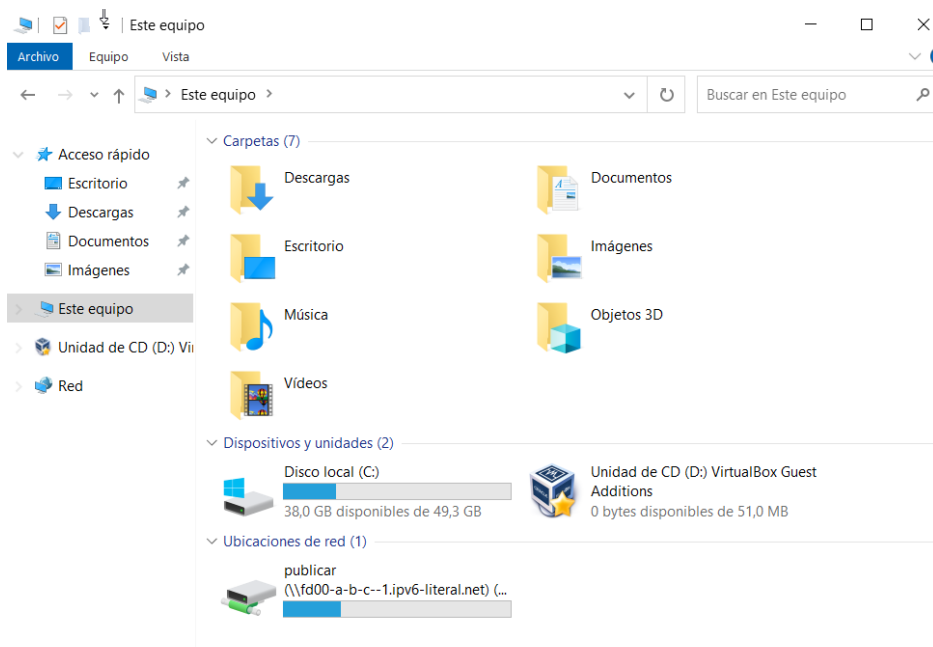 Este equipo
Archivo Equipo Vista
Este equipo
Buscar en Este equipo
Acceso rápido
Escritorio
Descargas
Documentos
Imágenes
Este equipo
Unidad de CD (D:) Vi
Red
Carpetas (7)
Descargas
Documentos
Escritorio
Imágenes
Música
Objetos 3D
Vídeos
Dispositivos y unidades (2)
Disco local (C:)
38,0 GB disponibles de 49,3 GB
Unidad de CD (D:) VirtualBox Guest
Additions
0 bytes disponibles de 51,0 MB
Ubicaciones de red (1)
publicar
(\\fd00-a-b-c--1.ipv6-literal.net) (...